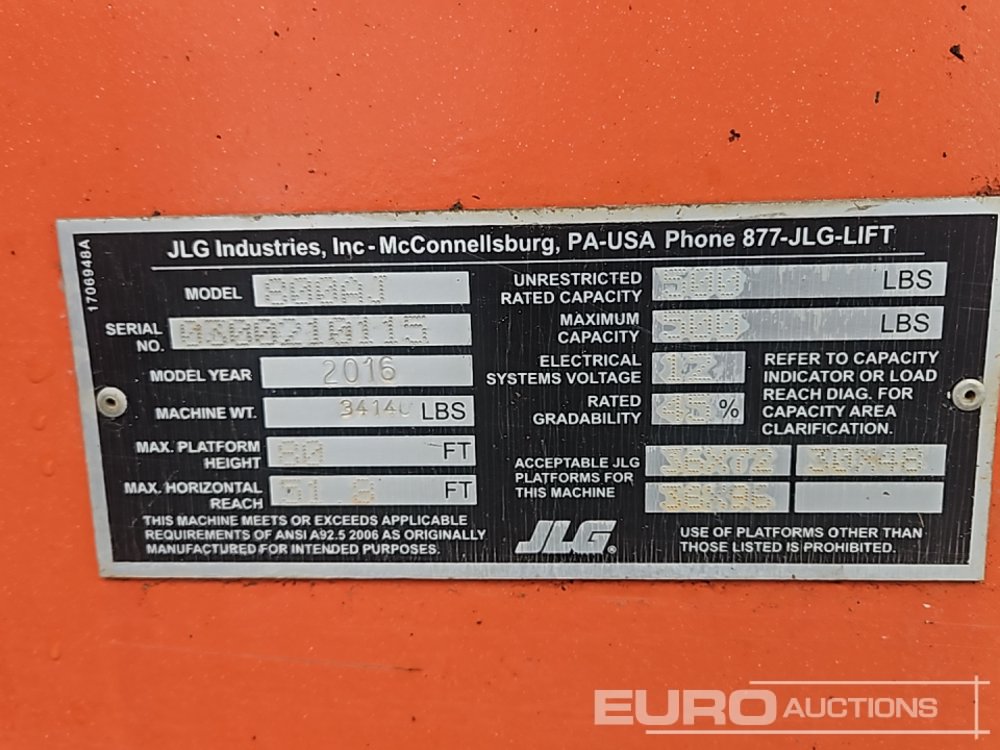 1706948A
JLG Industries, Inc - McConnellsburg, PA-USA Phone 877-JLG-LIFT
MODEL 800AJ
SERIAL NO. 0300210115
MODEL YEAR 2016
MACHINE WT. 34140 LBS
MAX. PLATFORM HEIGHT 80 FT
MAX. HORIZONTAL REACH 51.8 FT
THIS MACHINE MEETS OR EXCEEDS APPLICABLE
REQUIREMENTS OF ANSI A92.5 2006 AS ORIGINALLY
MANUFACTURED FOR INTENDED PURPOSES.
UNRESTRICTED RATED CAPACITY 500 LBS
MAXIMUM CAPACITY 500 LBS
ELECTRICAL SYSTEMS VOLTAGE 12
RATED GRADABILITY 45 %
REFER TO CAPACITY
INDICATOR OR LOAD
REACH DIAG. FOR
CAPACITY AREA
CLARIFICATION.
ACCEPTABLE JLG
PLATFORMS FOR
THIS MACHINE
36X72 30X48
36X96
JLG®
USE OF PLATFORMS OTHER THAN
THOSE LISTED IS PROHIBITED.
EURO AUCTIONS